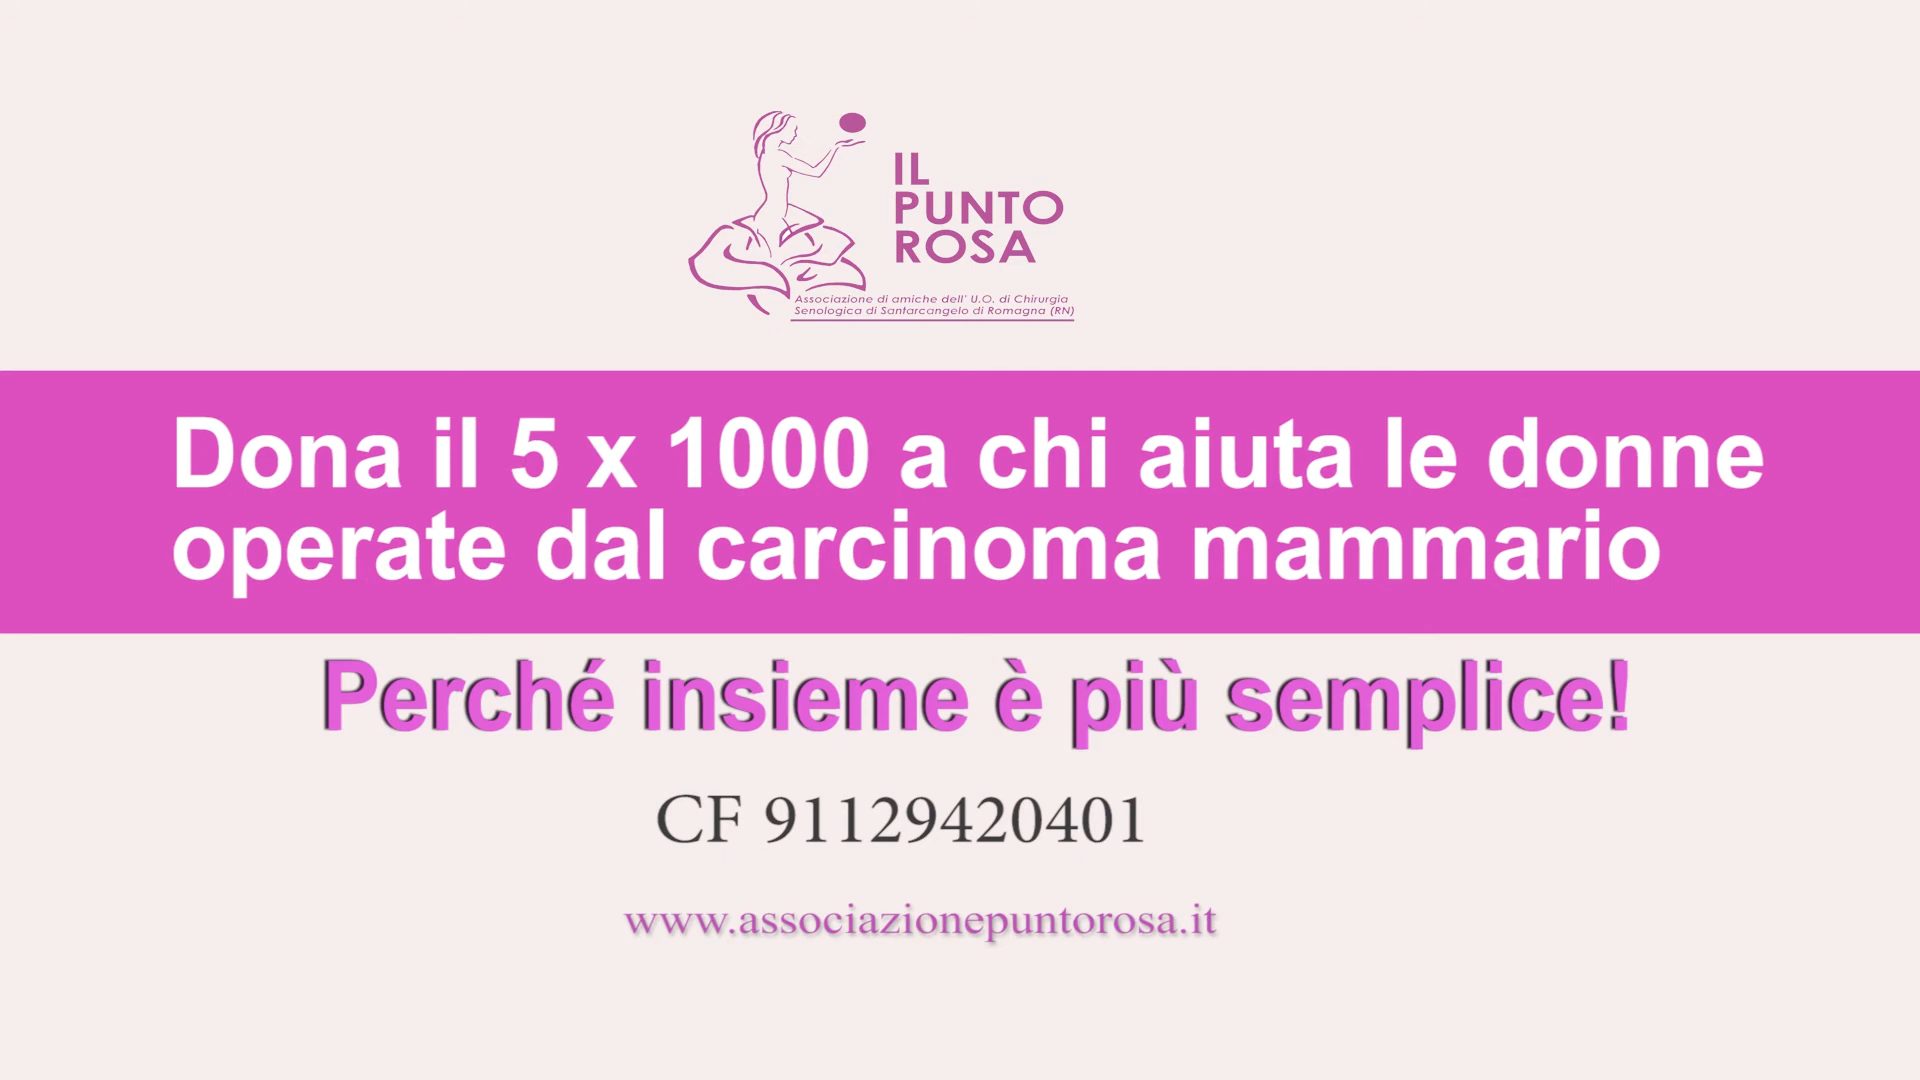 IL
PUNTO
ROSA
Associazione di amiche dell' U.O. di Chirurgia
Senologica di Santarcangelo di Romagna (RN)
Dona il 5 x 1000 a chi aiuta le donne
operate dal carcinoma mammario
Perché insieme è più semplice!
CF 91129420401
www.associazionepuntorosa.it